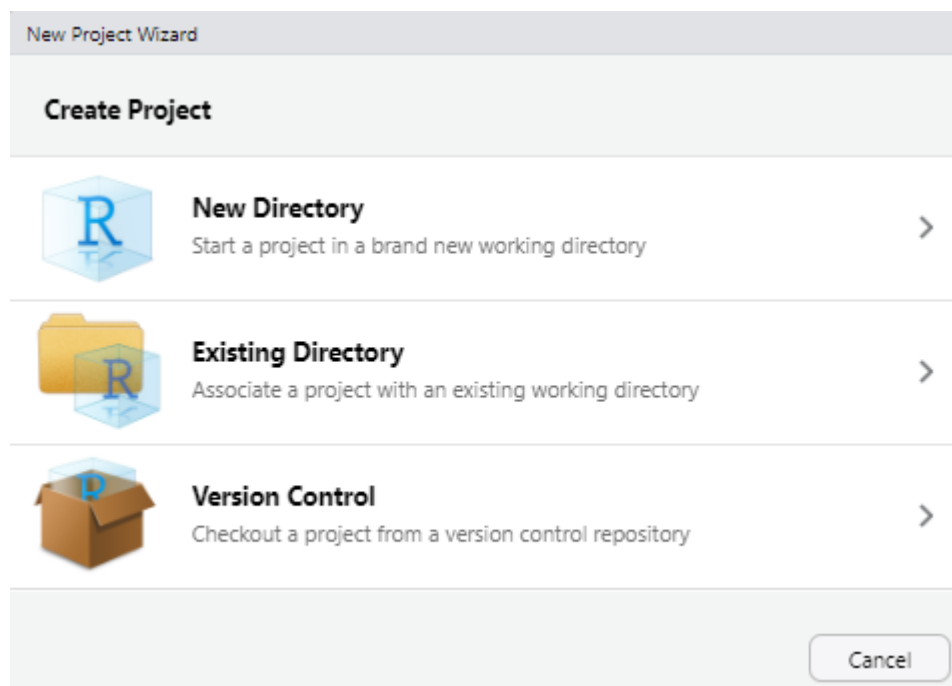 New Project Wizard
Create Project
R
New Directory
Start a project in a brand new working directory
R
Existing Directory
Associate a project with an existing working directory
R
Version Control
Checkout a project from a version control repository
Cancel